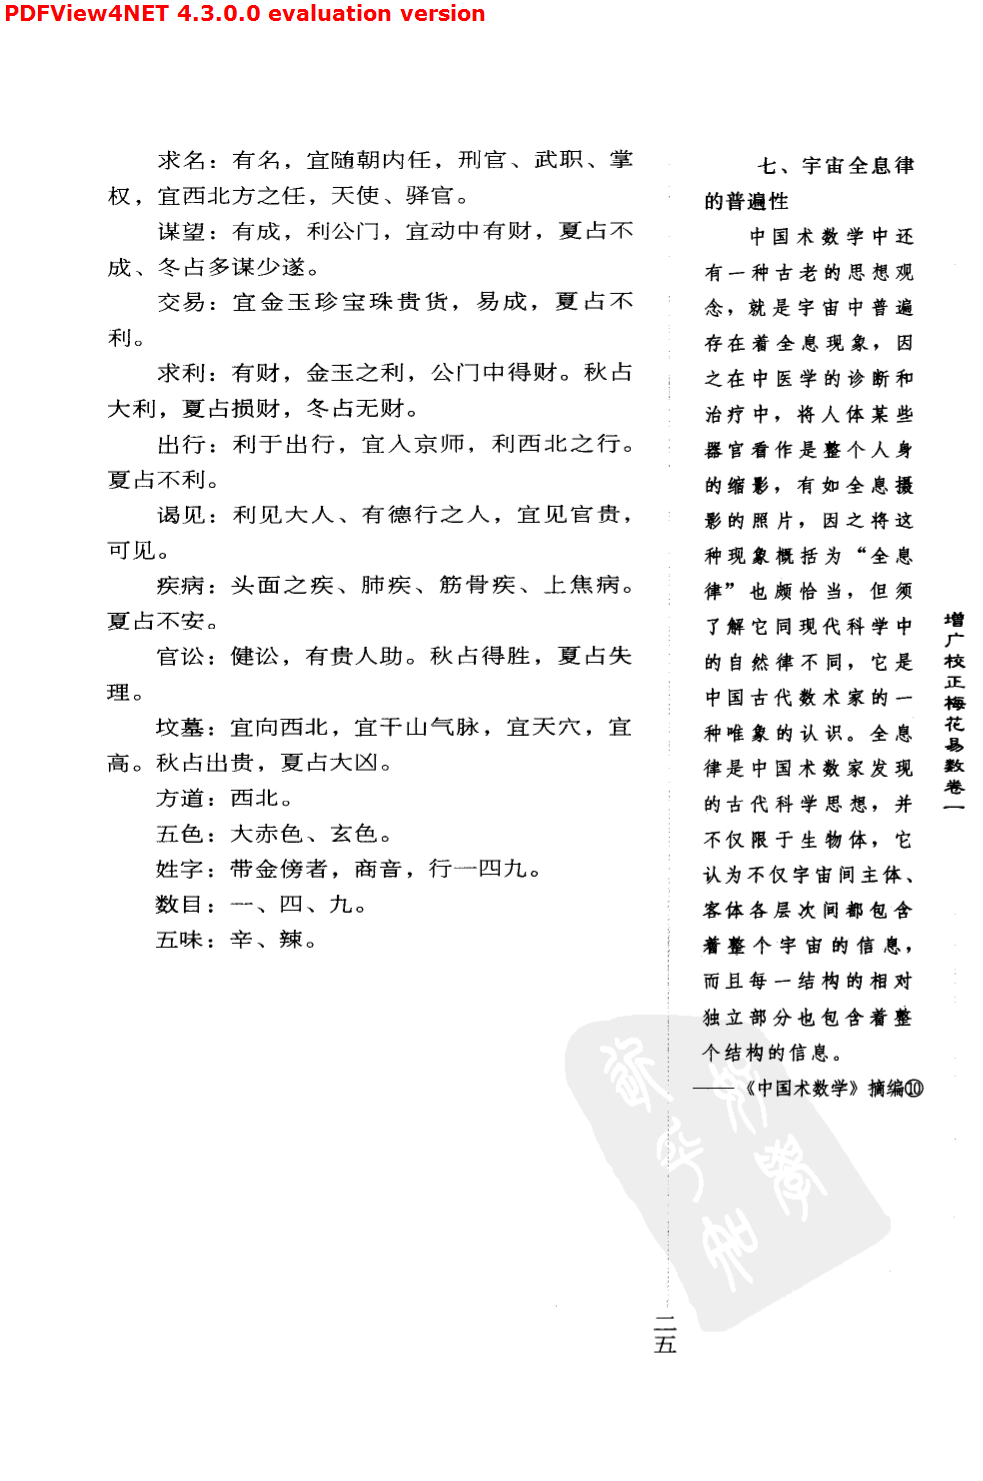 PDFView4NET 4.3.0.0 evaluation version
求名：有名，宜随朝内任，刑官、武职、掌
权，宜西北方之任，天使、驿官。
谋望：有成，利公门，宜动中有财，夏占不
成、冬占多谋少遂。
交易：宜金玉珍宝珠贵货，易成，夏占不
利。
求利：有财，金玉之利，公门中得财。秋占
大利，夏占损财，冬占无财。
出行：利于出行，宜入京师，利西北之行。
夏占不利。
谒见：利见大人、有德行之人，宜见官贵，
可见。
疾病：头面之疾、肺疾、筋骨疾、上焦病。
夏占不安。
官讼：健讼，有贵人助。秋占得胜，夏占失
理。
坟墓：宜向西北，宜干山气脉，宜天穴，宜
高。秋占出贵，夏占大凶。
方道：西北。
五色：大赤色、玄色。
姓字：带金傍者，商音，行一四九。
数目：一、四、九。
五味：辛、辣。
七、宇宙全息律
的普遍性
中国术数学中还
有一种古老的思想观
念，就是宇宙中普遍
存在着全息现象，因
之在中医学的诊断和
治疗中，将人体某些
器官看作是整个人身
的缩影，有如全息摄
影的照片，因之将这
种现象概括为“全息
律”也颇恰当，但须
了解它同现代科学中
的自然律不同，它是
中国古代数术家的一
种唯象的认识。全息
律是中国术数家发现
的古代科学思想，并
不仅限于生物体，它
认为不仅宇宙间主体、
客体各层次间都包含
着整个宇宙的信息，
而且每一结构的相对
独立部分也包含着整
个结构的信息。
——《中国术数学》摘编⑩
增广校正梅花易数卷一
二五